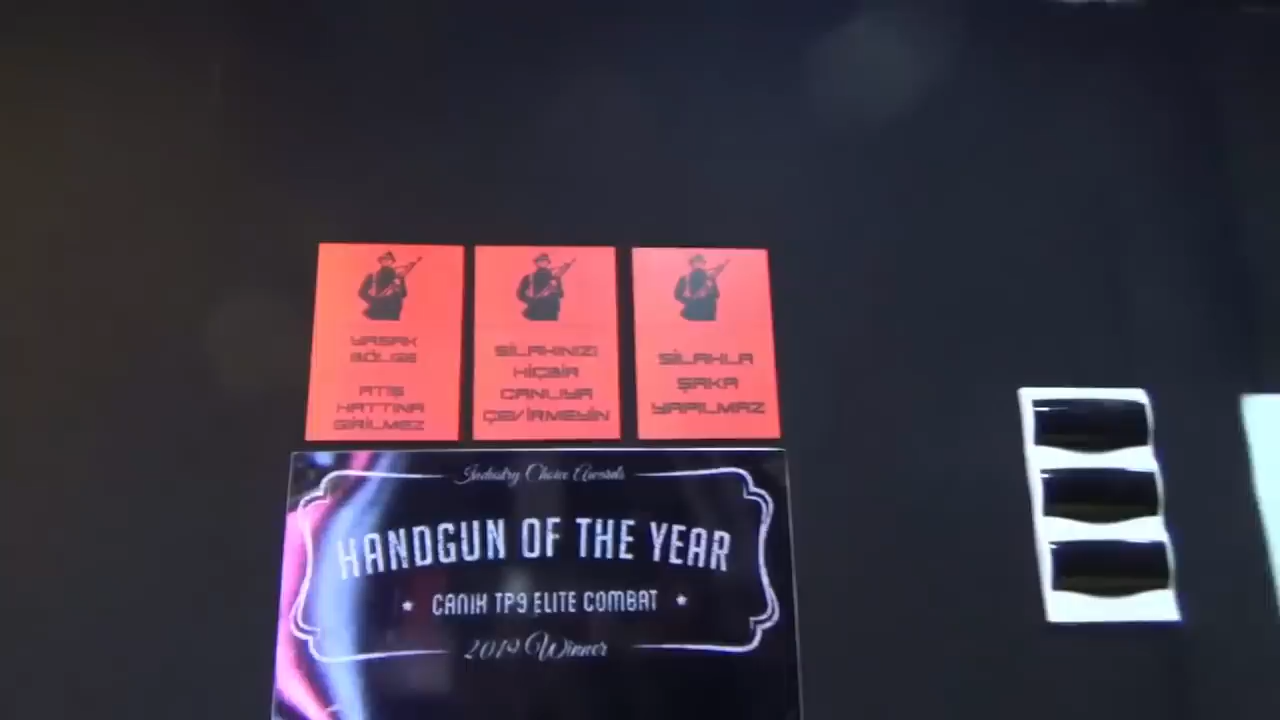 YASAK
BÖLGE
ATIŞ
HATTINA
GİRİLMEZ
SİLAHINIZI
HİÇBİR
CANLIYA
ÇEVİRMEYİN
SİLAHLA
ŞAKA
YAPILMAZ
Industry Choice Awards
HANDGUN OF THE YEAR
CANIK TP9 ELITE COMBAT
2019 Winner